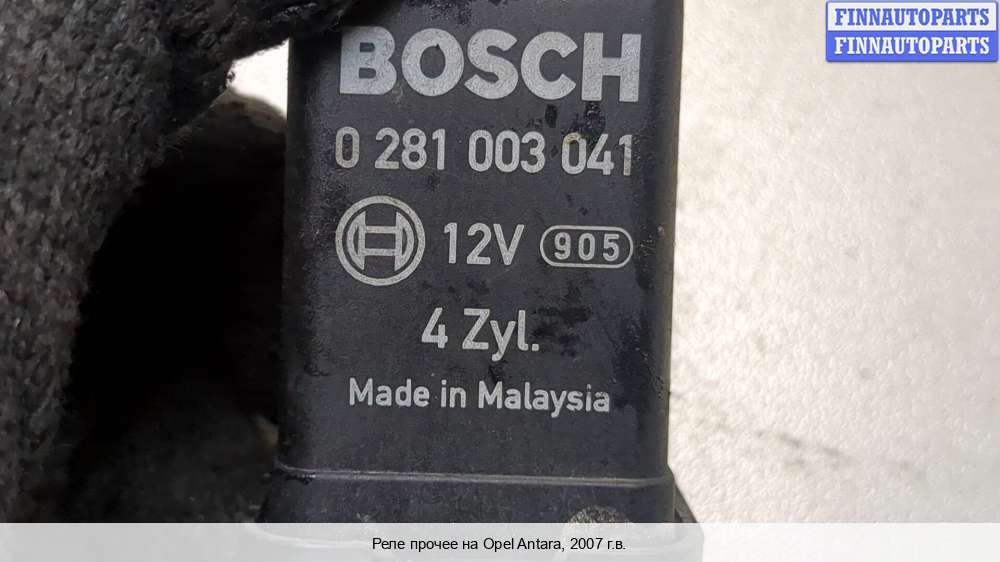 FINNAUTOPARTS
FINNAUTOPARTS
BOSCH
0 281 003 041
12V 905
4 Zyl.
Made in Malaysia
Реле прочее на Opel Antara, 2007 г.в.